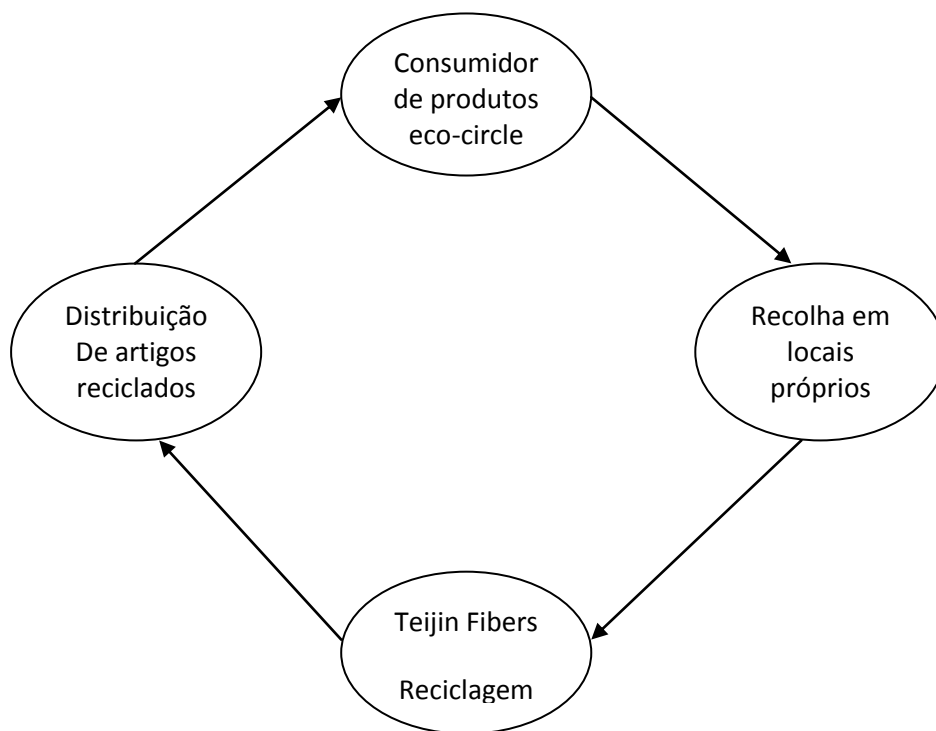 Consumidor
de produtos
eco-circle
Distribuição
De artigos
reciclados
Recolha em
locais
próprios
Teijin Fibers
Reciclagem